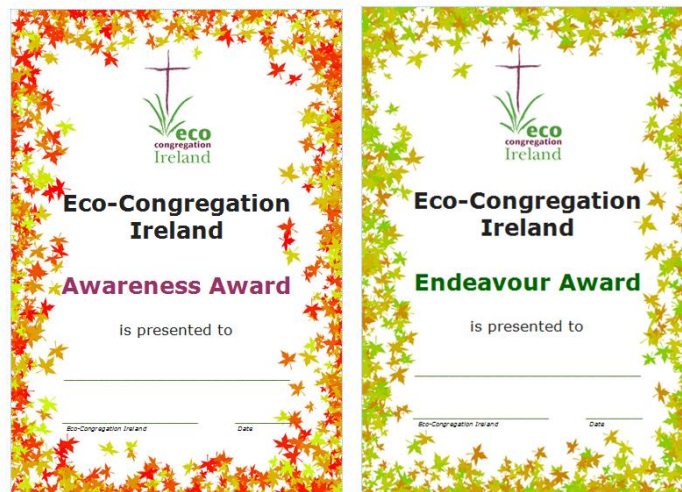 eco
congregation
Ireland
Eco-Congregation
Ireland
Awareness Award
is presented to
Eco-Congregation Ireland
Date
eco
congregation
Ireland
Eco-Congregation
Ireland
Endeavour Award
is presented to
Eco-Congregation Ireland
Date